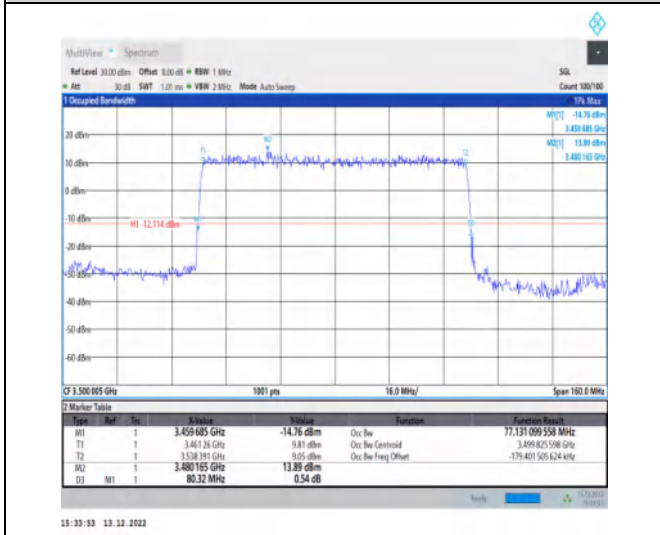 MultiView Spectrum
Ref Level 30.00 dBm Offset 8.00 dB RBW 1 MHz SGL
Att 30 dB SWT 1.01 ms VBW 2 MHz Mode Auto Sweep Count 100/100
1 Occupied Bandwidth 1Pk Max
M1[1] -14.76 dBm
3.459 685 GHz
M2[1] 13.89 dBm
3.480 165 GHz
20 dBm
T1 M2 T2
10 dBm
0 dBm
-10 dBm
H1 -12.114 dBm
-20 dBm
-30 dBm
-40 dBm
-50 dBm
-60 dBm
CF 3.500 005 GHz 1001 pts 16.0 MHz/ Span 160.0 MHz
2 Marker Table
Type Ref Trc X-Value Y-Value Function Function Result
M1 1 3.459 685 GHz -14.76 dBm Occ Bw 77.131 099 558 MHz
T1 1 3.461 26 GHz 9.81 dBm Occ Bw Centroid 3.499 825 598 GHz
T2 1 3.538 391 GHz 9.05 dBm Occ Bw Freq Offset -179.401 505 624 kHz
M2 1 3.480 165 GHz 13.89 dBm
D3 M1 1 80.32 MHz 0.54 dB
Ready
15:33:53 13.12.2022